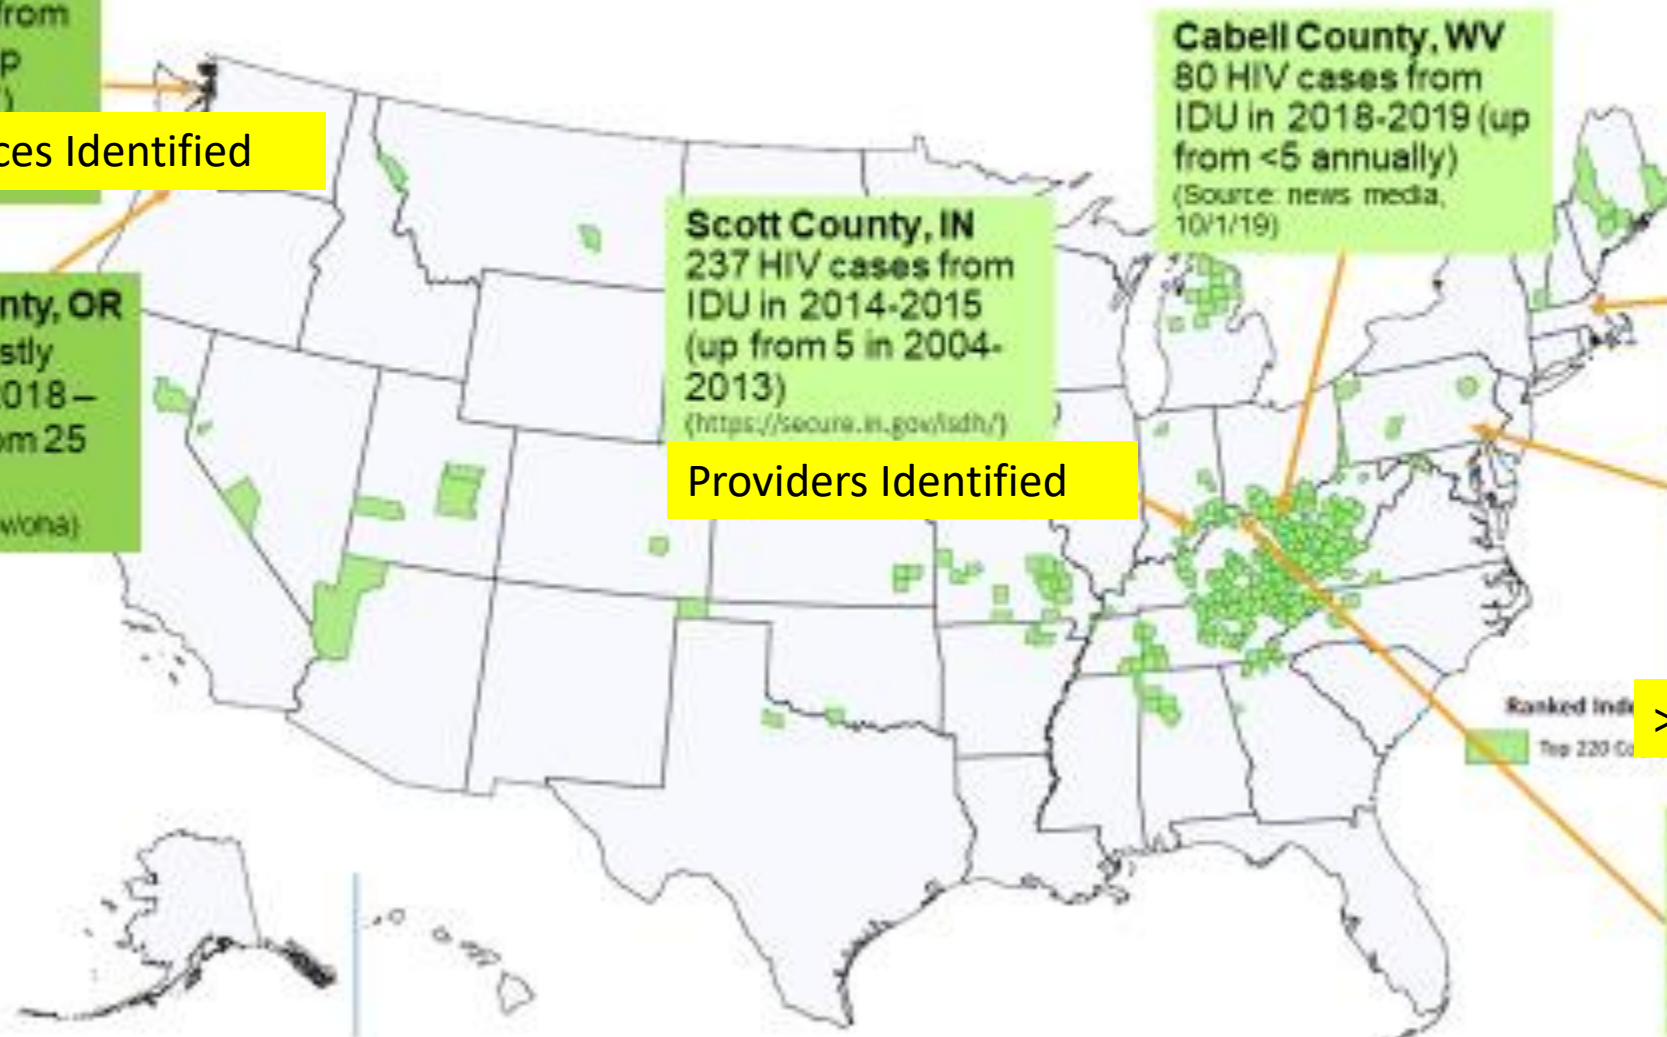 from
p
)
ces Identified
nty, OR
stly
2018 –
om 25
w/oha)
Scott County, IN
237 HIV cases from
IDU in 2014-2015
(up from 5 in 2004-
2013)
(https://secure.in.gov/isdh/)
Providers Identified
Cabell County, WV
80 HIV cases from
IDU in 2018-2019 (up
from <5 annually)
(Source: news media,
10/1/19)
Ranked Inde
>
Top 220 Co